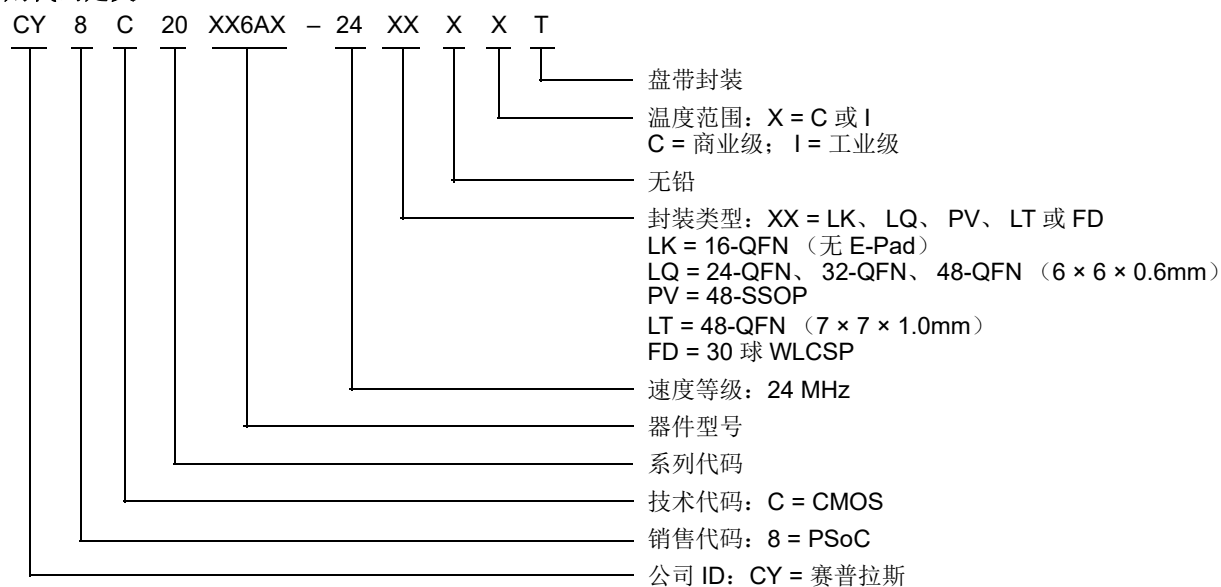 CY 8 C 20 XX6AX – 24 XX X X T
盘带封装
温度范围：X = C 或 I
C = 商业级； I = 工业级
无铅
封装类型：XX = LK、 LQ、 PV、 LT 或 FD
LK = 16-QFN （无 E-Pad）
LQ = 24-QFN、 32-QFN、 48-QFN （6 × 6 × 0.6mm）
PV = 48-SSOP
LT = 48-QFN （7 × 7 × 1.0mm）
FD = 30 球 WLCSP
速度等级：24 MHz
器件型号
系列代码
技术代码：C = CMOS
销售代码：8 = PSoC
公司 ID：CY = 赛普拉斯